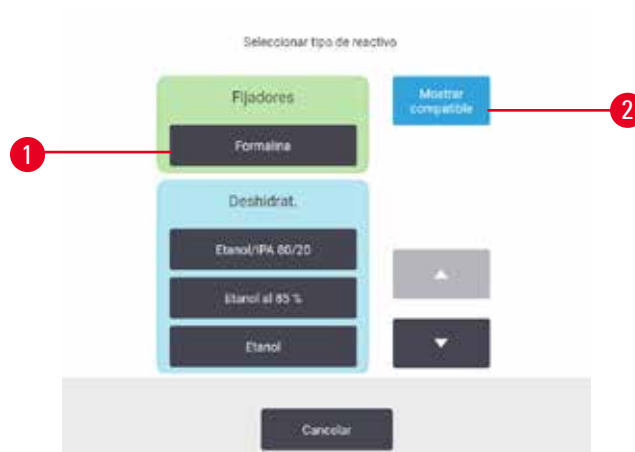 Seleccionar tipo de reactivo
Fijadores
Mostrar
compatible
1
Formalina
2
Deshidrat.
Etanol/IPA 80/20
Etanol al 85 %
Etanol
Cancelar